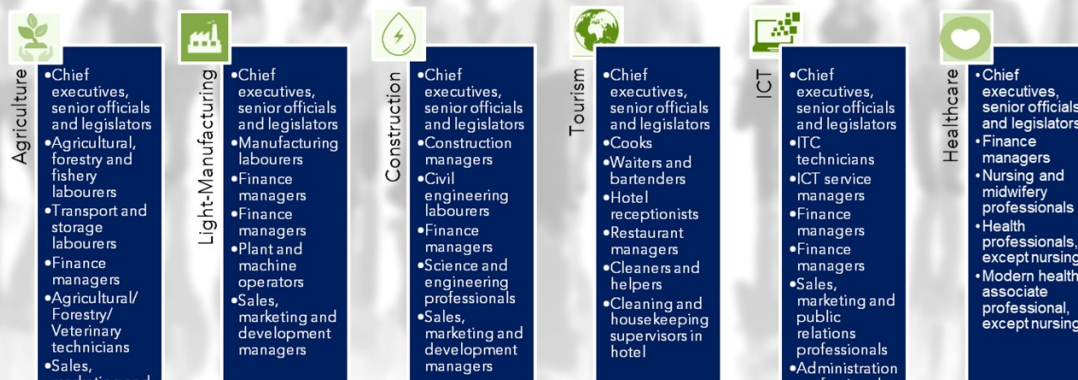 Agriculture
•Chief
executives,
senior officials
and legislators
•Agricultural,
forestry and
fishery
labourers
•Transport and
storage
labourers
•Finance
managers
•Agricultural/
Forestry/
Veterinary
technicians
•Sales,
Light-Manufacturing
•Chief
executives,
senior officials
and legislators
•Manufacturing
labourers
•Finance
managers
•Finance
managers
•Plant and
machine
operators
•Sales,
marketing and
development
managers
Construction
•Chief
executives,
senior officials
and legislators
•Construction
managers
•Civil
engineering
labourers
•Finance
managers
•Science and
engineering
professionals
•Sales,
marketing and
development
managers
Tourism
•Chief
executives,
senior officials
and legislators
•Cooks
•Waiters and
bartenders
•Hotel
receptionists
•Restaurant
managers
•Cleaners and
helpers
•Cleaning and
housekeeping
supervisors in
hotel
ICT
•Chief
executives,
senior officials
and legislators
•ITC
technicians
•ICT service
managers
•Finance
managers
•Finance
managers
•Sales,
marketing and
public
relations
professionals
•Administration
Healthcare
•Chief
executives,
senior officials
and legislators
•Finance
managers
•Nursing and
midwifery
professionals
•Health
professionals,
except nursing
•Modern health
associate
professional,
except nursing